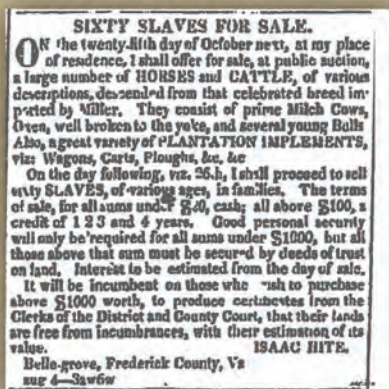 SIXTY SLAVES FOR SALE.
ON the twenty-fifth day of October next, at my place
of residence, I shall offer for sale, at public auction,
a large number of HORSES and CATTLE, of various
descriptions, descended from that celebrated breed im-
ported by Miller. They consist of prime Milch Cows,
Oxen, well broken to the yoke, and several young Bulls
Also, a great variety of PLANTATION IMPLEMENTS,
viz: Wagons, Carts, Ploughs, &c, &c
On the day following, viz. 26th, I shall proceed to sell
sixty SLAVES, of various ages, in families. The terms
of sale, for all sums under cash; all above $100, a
credit of 1 2 3 and 4 years. Good personal security
will only be required for all sums under $1000, but all
those above that sum must be secured by deeds of trust
on land. Interest to be estimated from the day of sale.
It will be incumbent on those who wish to purchase
above $1000 worth, to produce certificates from the
Clerks of the District and County Court, that their lands
are free from incumbrances, with their estimation of its
value. ISAAC HITE.
Belle-grove, Frederick County, Va
aug 4—3aw6w